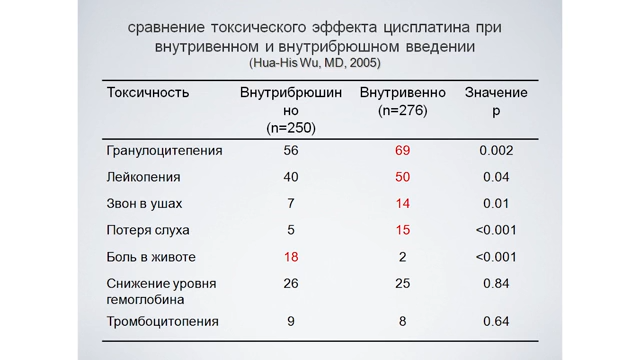 сравнение токсического эффекта цисплатина при
внутривенном и внутрибрюшном введении
(Hua-His Wu, MD, 2005)
Токсичность Внутрибрюшин Внутривенно Значение
но (n=276) p
(n=250)
Гранулоцитепения 56 69 0.002
Лейкопения 40 50 0.04
Звон в ушах 7 14 0.01
Потеря слуха 5 15 <0.001
Боль в животе 18 2 <0.001
Снижение уровня 26 25 0.84
гемоглобина
Тромбоцитопения 9 8 0.64